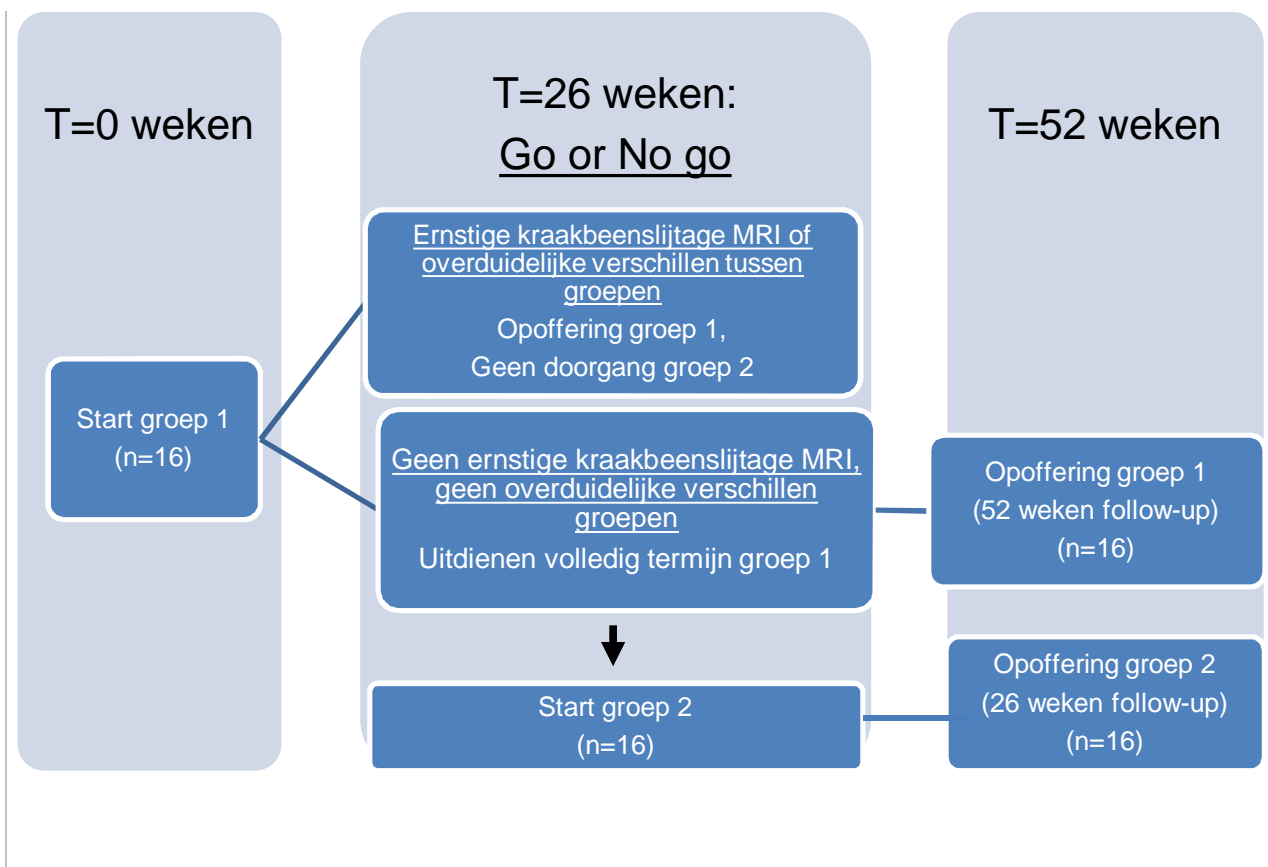 T=0 weken
Start groep 1
(n=16)
T=26 weken:
Go or No go
Ernstige kraakbeenslijtage MRI of
overduidelijke verschillen tussen
groepen
Opoffering groep 1,
Geen doorgang groep 2
Geen ernstige kraakbeenslijtage MRI,
geen overduidelijke verschillen
groepen
Uitdienen volledig termijn groep 1
Start groep 2
(n=16)
T=52 weken
Opoffering groep 1
(52 weken follow-up)
(n=16)
Opoffering groep 2
(26 weken follow-up)
(n=16)